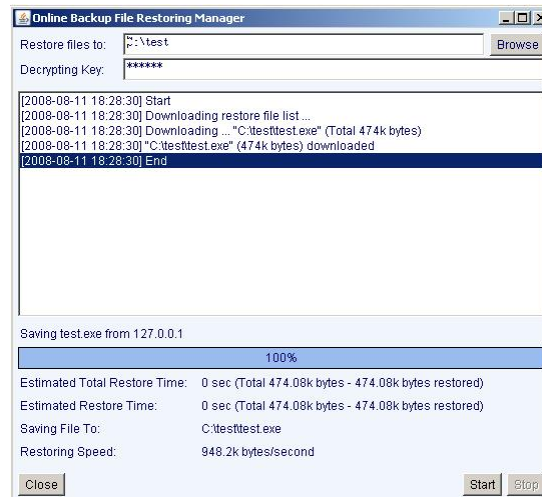 Online Backup File Restoring Manager
Restore files to: C:\test Browse
Decrypting Key: ******
[2008-08-11 18:28:30] Start
[2008-08-11 18:28:30] Downloading restore file list ...
[2008-08-11 18:28:30] Downloading ... "C:\test\test.exe" (Total 474k bytes)
[2008-08-11 18:28:30] "C:\test\test.exe" (474k bytes) downloaded
[2008-08-11 18:28:30] End
Saving test.exe from 127.0.0.1
100%
Estimated Total Restore Time: 0 sec (Total 474.08k bytes - 474.08k bytes restored)
Estimated Restore Time: 0 sec (Total 474.08k bytes - 474.08k bytes restored)
Saving File To: C:\test\test.exe
Restoring Speed: 948.2k bytes/second
Close Start Stop